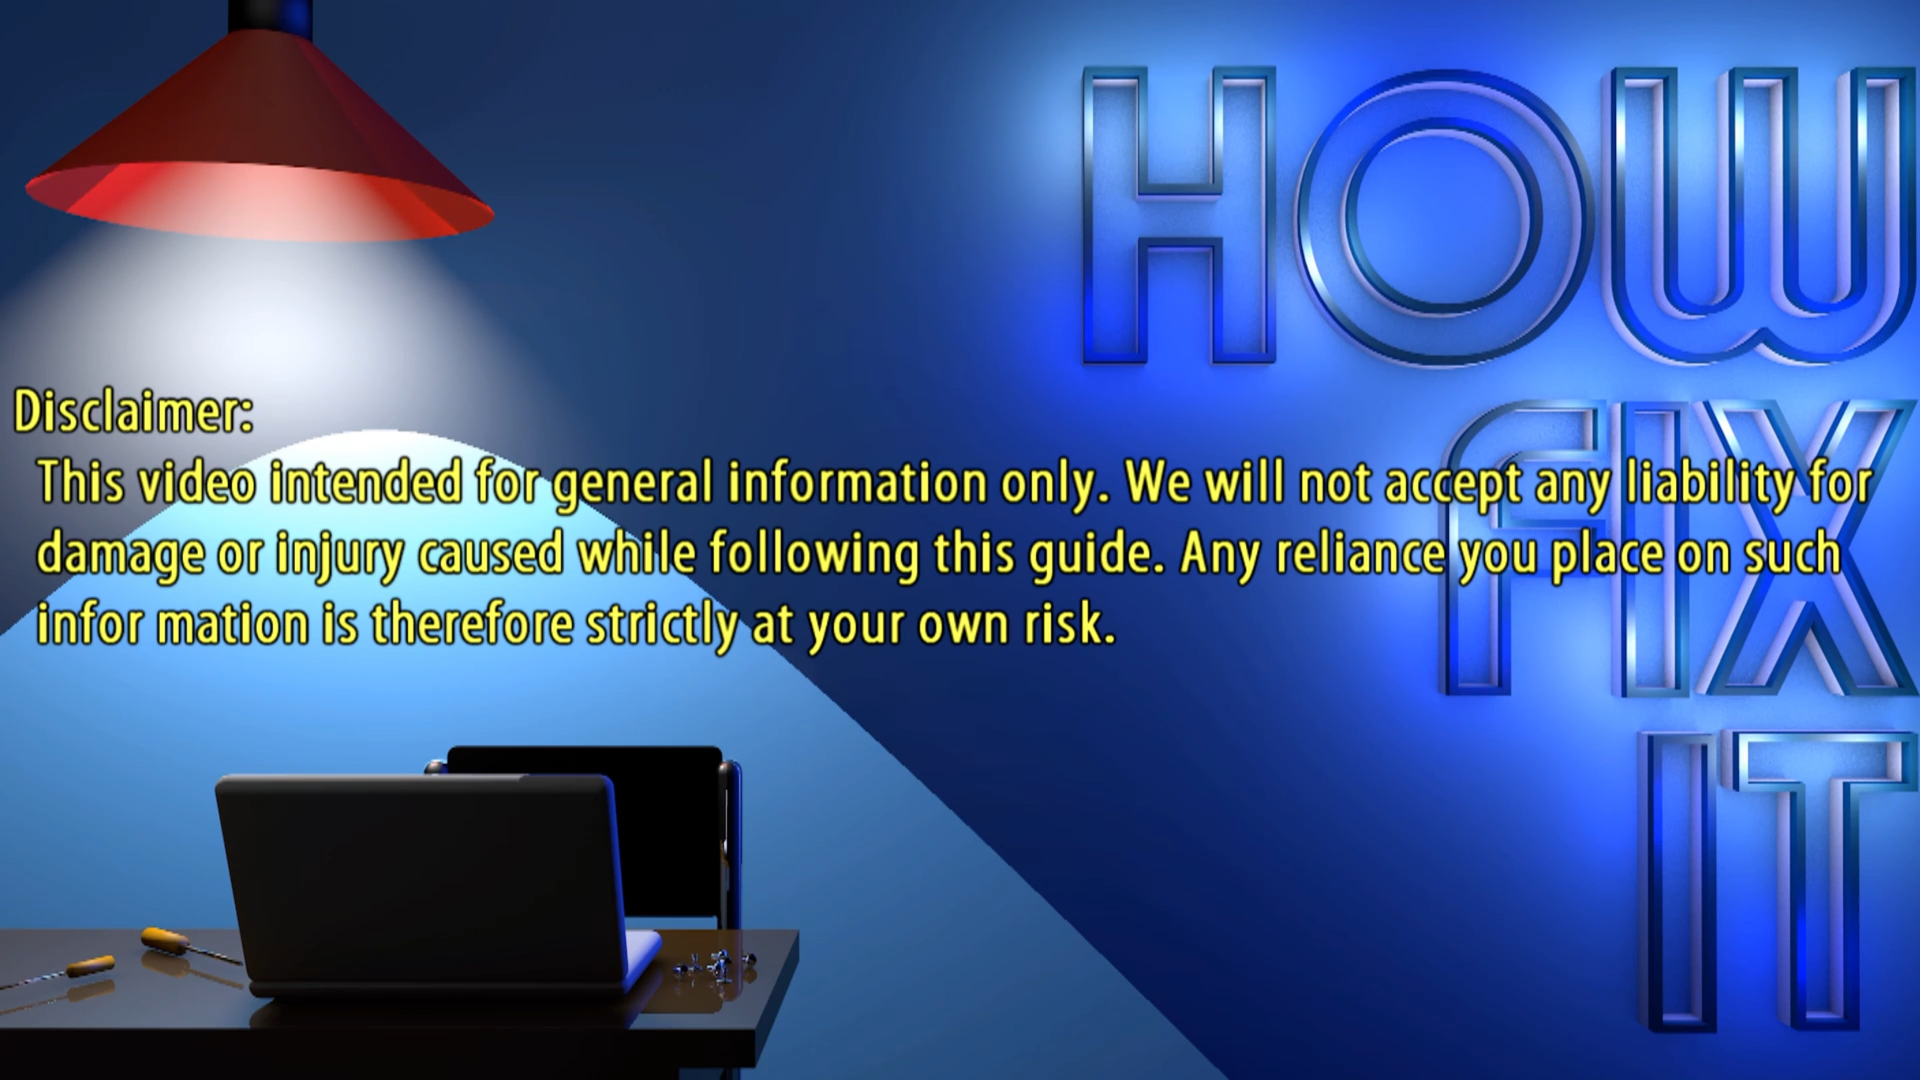 HOW
FIX
IT
Disclaimer:
This video intended for general information only. We will not accept any liability for
damage or injury caused while following this guide. Any reliance you place on such
infor mation is therefore strictly at your own risk.